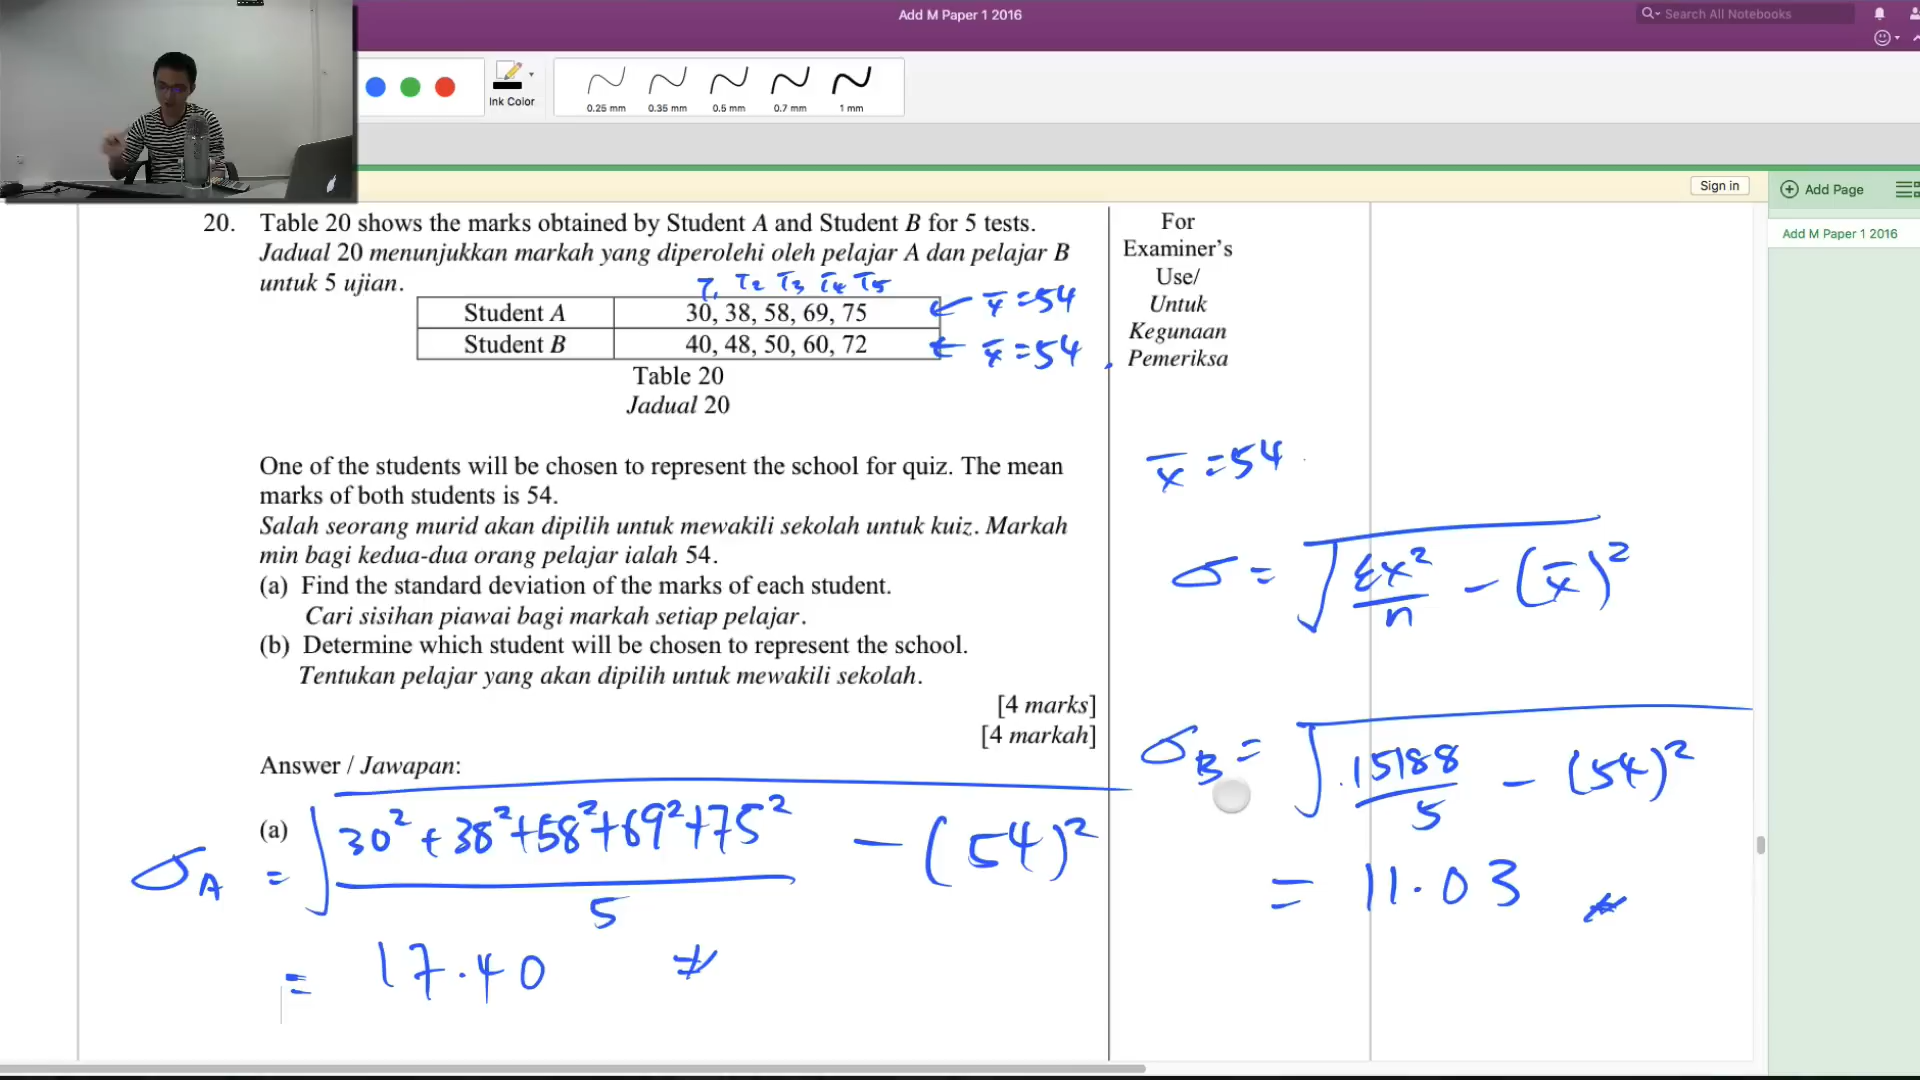 Add M Paper 1 2016
Search All Notebooks
Ink Color
0.25 mm 0.35 mm 0.5 mm 0.7 mm 1 mm
Sign in
Add Page
Add M Paper 1 2016
20. Table 20 shows the marks obtained by Student A and Student B for 5 tests.
Jadual 20 menunjukkan markah yang diperolehi oleh pelajar A dan pelajar B
untuk 5 ujian.
T₁ T₂ T₃ T₄ T₅
Student A 30, 38, 58, 69, 75 ← x̄ = 54
Student B 40, 48, 50, 60, 72 ← x̄ = 54
Table 20
Jadual 20
One of the students will be chosen to represent the school for quiz. The mean
marks of both students is 54.
Salah seorang murid akan dipilih untuk mewakili sekolah untuk kuiz. Markah
min bagi kedua-dua orang pelajar ialah 54.
(a) Find the standard deviation of the marks of each student.
Cari sisihan piawai bagi markah setiap pelajar.
(b) Determine which student will be chosen to represent the school.
Tentukan pelajar yang akan dipilih untuk mewakili sekolah.
[4 marks]
[4 markah]
Answer / Jawapan:
(a)
σA = √ 30² + 38² + 58² + 69² + 75² / 5 − (54)²
= 17.40
For
Examiner's
Use/
Untuk
Kegunaan
Pemeriksa
x̄ = 54
σ = √ Σx² / n − (x̄)²
σB = √ 15188 / 5 − (54)²
= 11.03